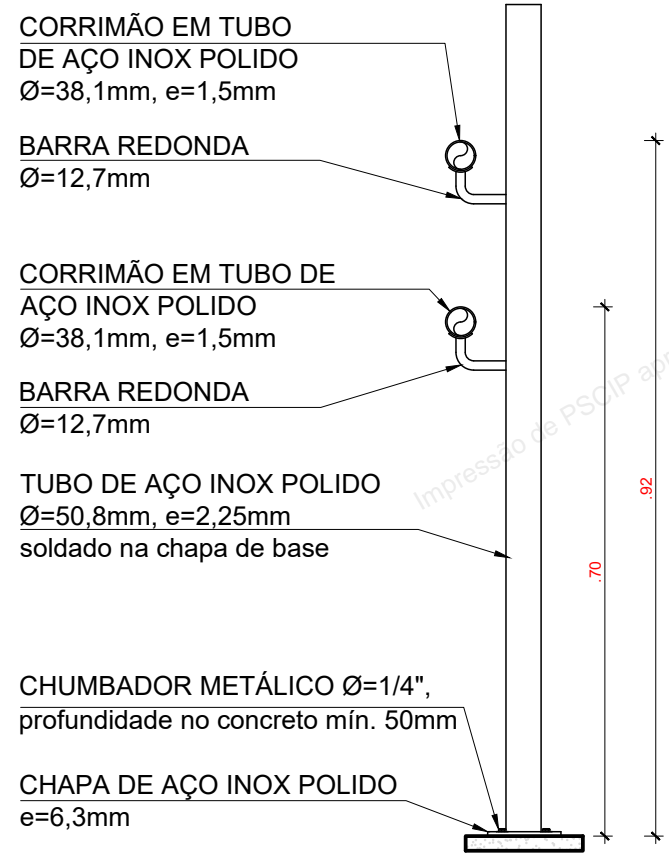 CORRIMÃO EM TUBO
DE AÇO INOX POLIDO
Ø=38,1mm, e=1,5mm
BARRA REDONDA
Ø=12,7mm
CORRIMÃO EM TUBO DE
AÇO INOX POLIDO
Ø=38,1mm, e=1,5mm
BARRA REDONDA
Ø=12,7mm
TUBO DE AÇO INOX POLIDO
Ø=50,8mm, e=2,25mm
soldado na chapa de base
CHUMBADOR METÁLICO Ø=1/4",
profundidade no concreto mín. 50mm
CHAPA DE AÇO INOX POLIDO
e=6,3mm
.70
.92
Impressão de PSCIP